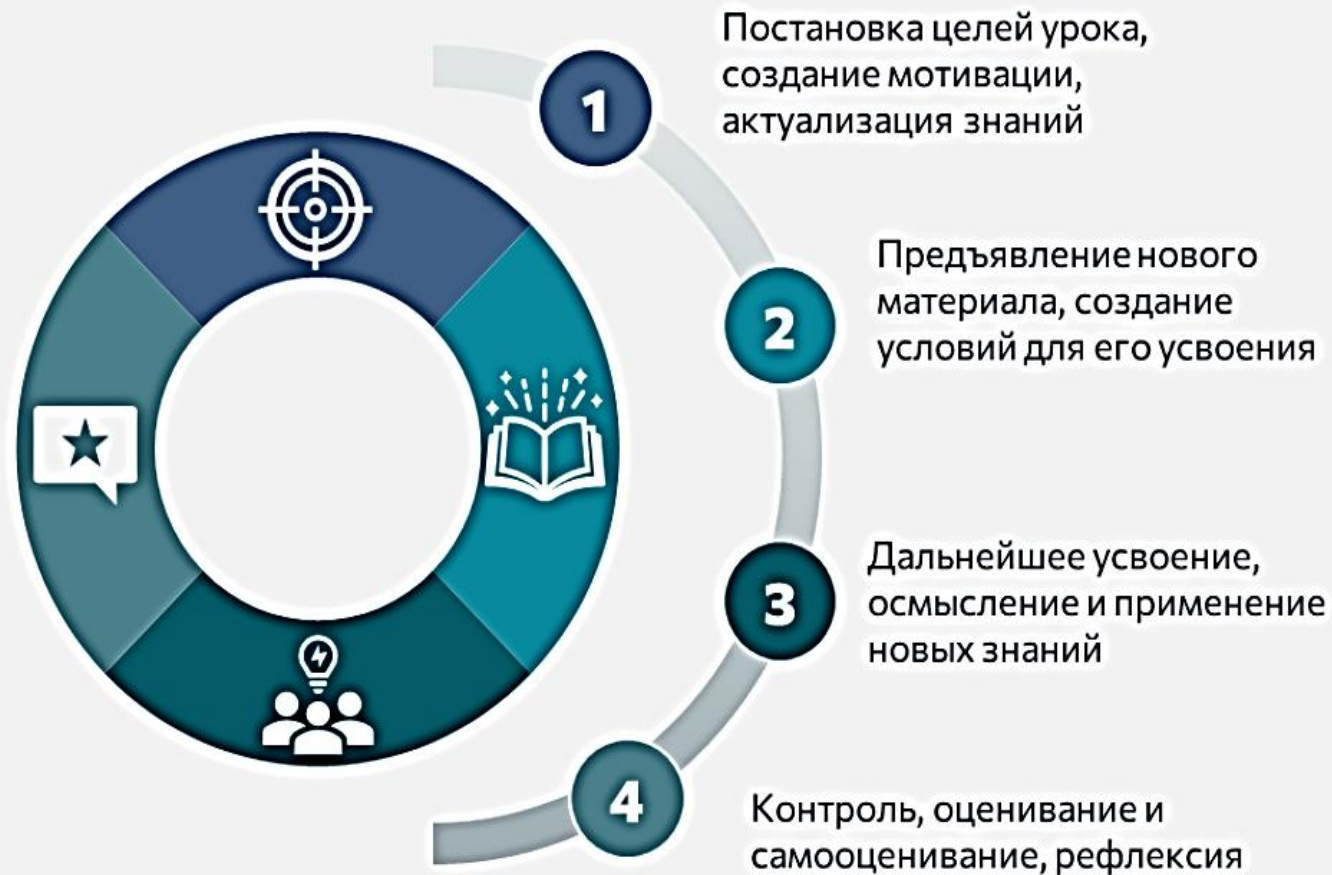 1
Постановка целей урока,
создание мотивации,
актуализация знаний
2
Предъявление нового
материала, создание
условий для его усвоения
3
Дальнейшее усвоение,
осмысление и применение
новых знаний
4
Контроль, оценивание и
самооценивание, рефлексия